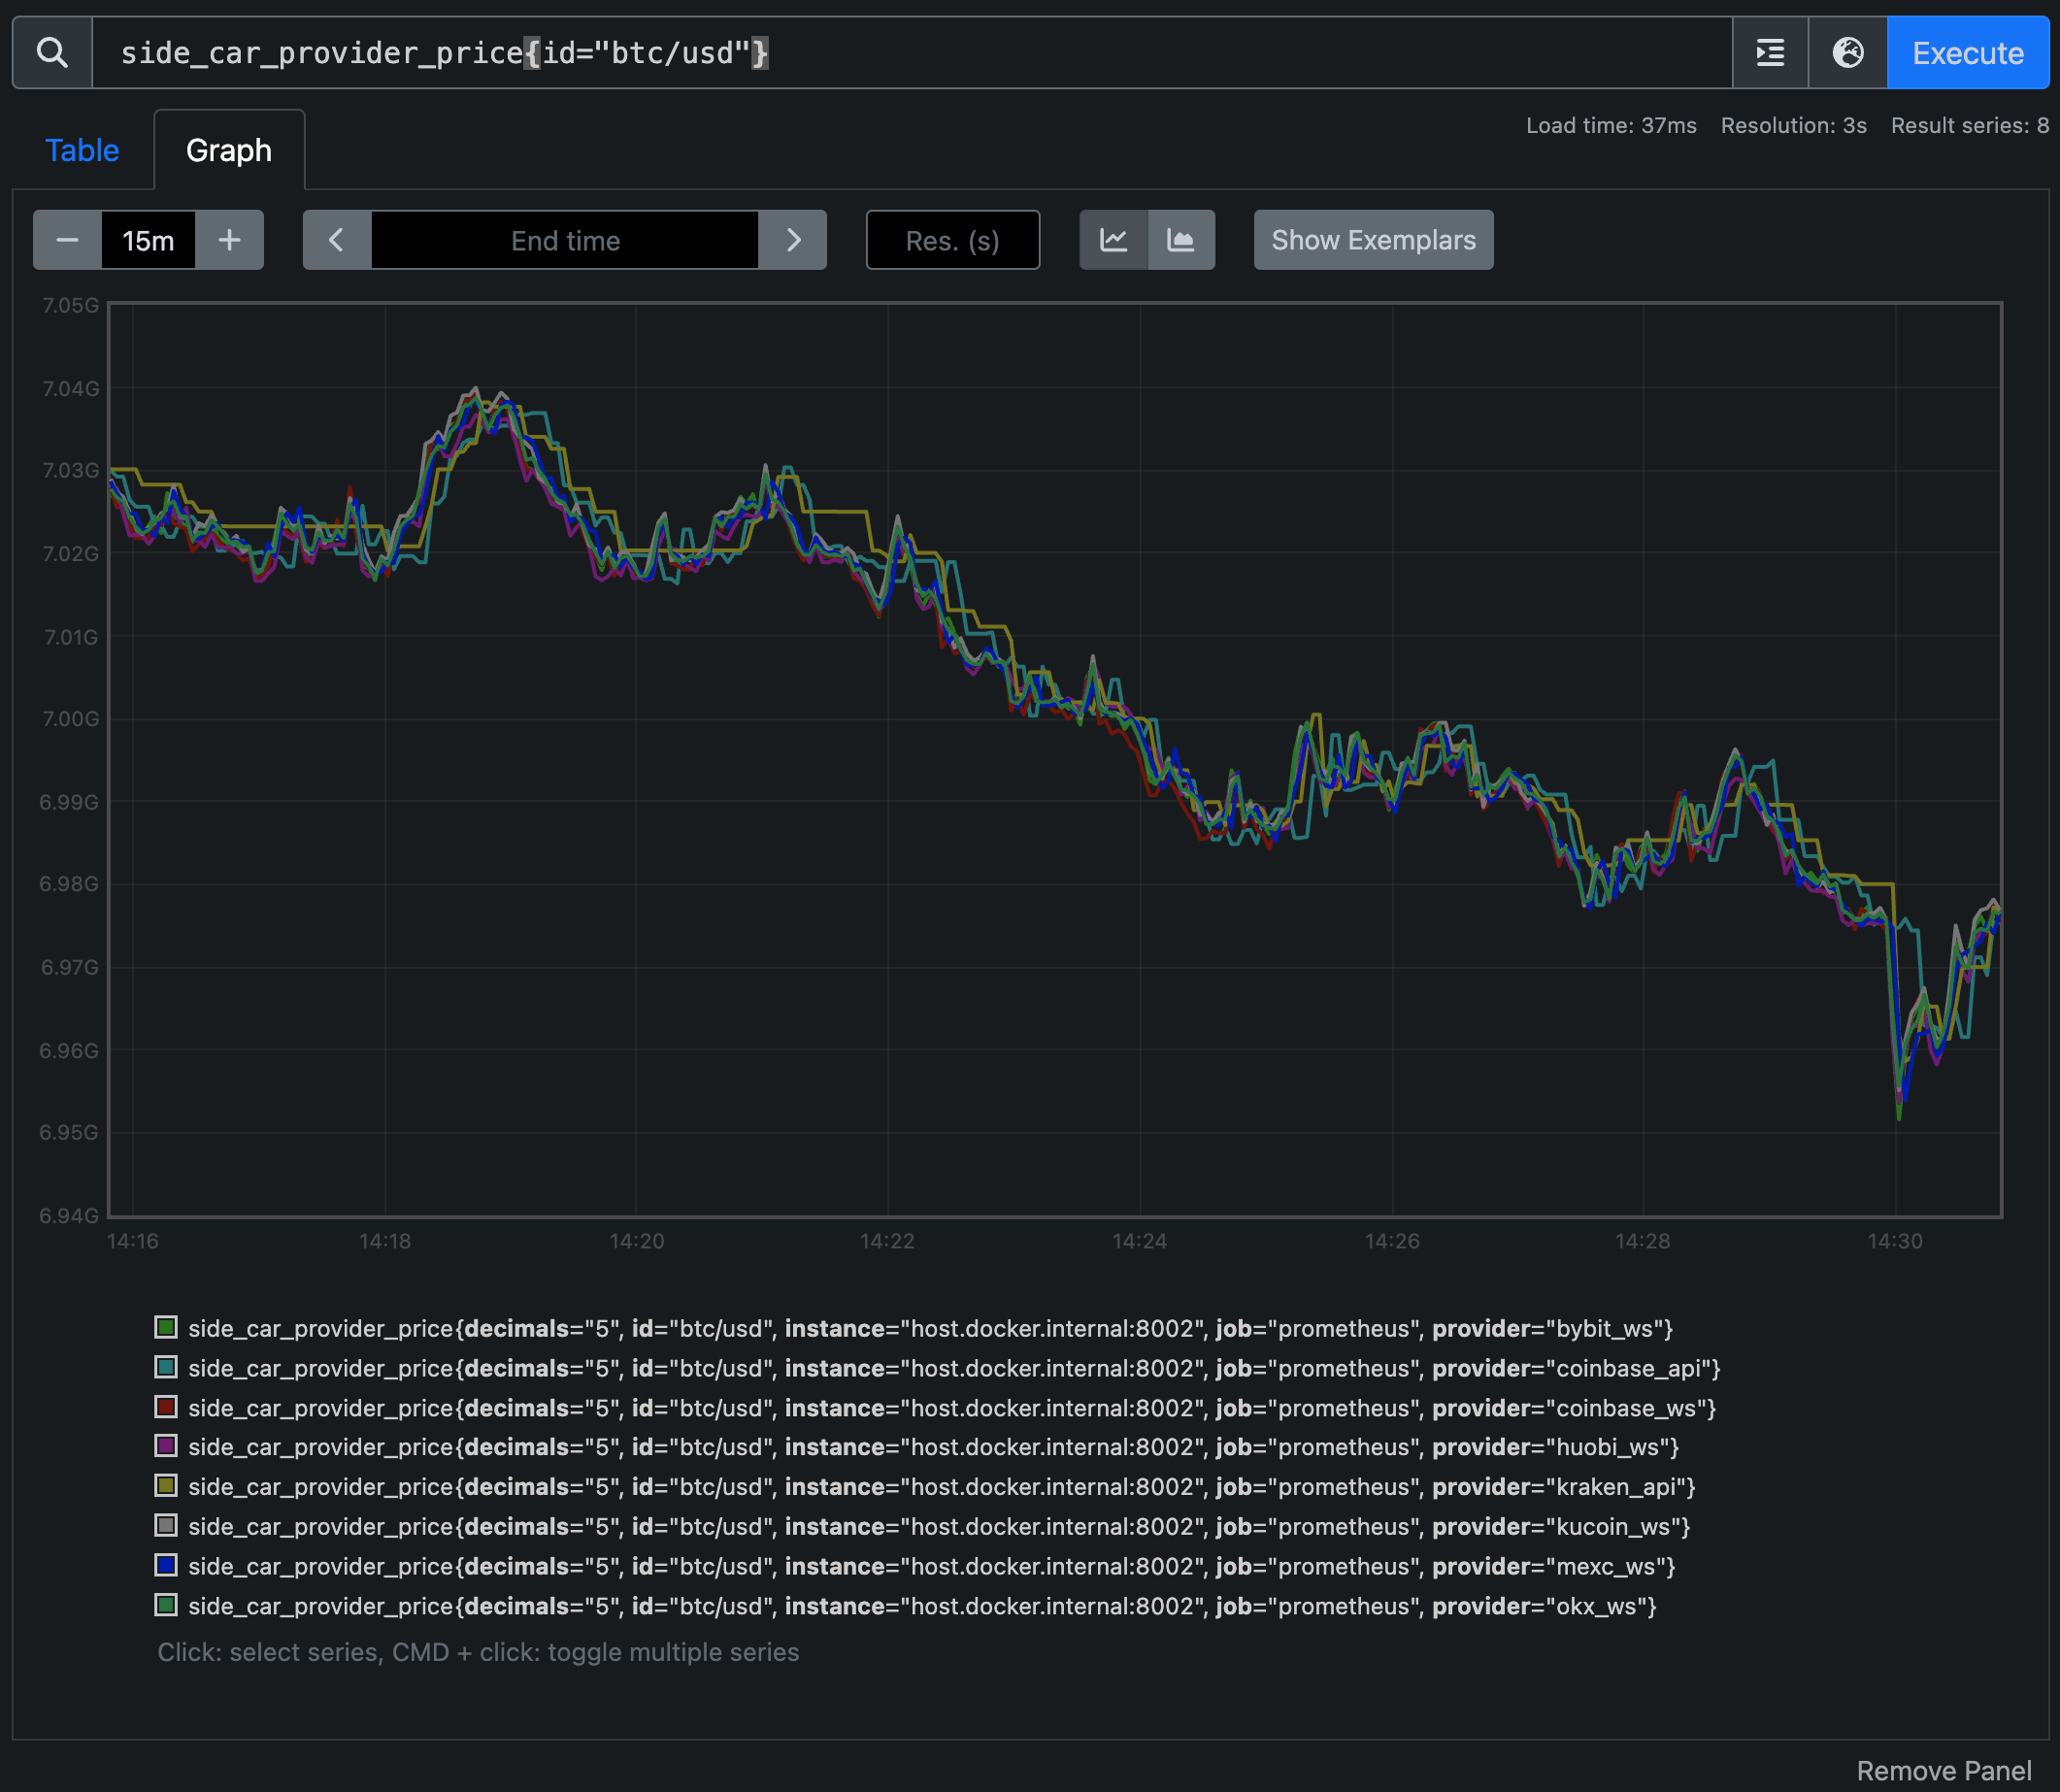 side_car_provider_price{id="btc/usd"}
Execute
Table
Graph
Load time: 37ms Resolution: 3s Result series: 8
− 15m + End time Res. (s) Show Exemplars
7.05G
7.04G
7.03G
7.02G
7.01G
7.00G
6.99G
6.98G
6.97G
6.96G
6.95G
6.94G
14:16 14:18 14:20 14:22 14:24 14:26 14:28 14:30
side_car_provider_price{decimals="5", id="btc/usd", instance="host.docker.internal:8002", job="prometheus", provider="bybit_ws"}
side_car_provider_price{decimals="5", id="btc/usd", instance="host.docker.internal:8002", job="prometheus", provider="coinbase_api"}
side_car_provider_price{decimals="5", id="btc/usd", instance="host.docker.internal:8002", job="prometheus", provider="coinbase_ws"}
side_car_provider_price{decimals="5", id="btc/usd", instance="host.docker.internal:8002", job="prometheus", provider="huobi_ws"}
side_car_provider_price{decimals="5", id="btc/usd", instance="host.docker.internal:8002", job="prometheus", provider="kraken_api"}
side_car_provider_price{decimals="5", id="btc/usd", instance="host.docker.internal:8002", job="prometheus", provider="kucoin_ws"}
side_car_provider_price{decimals="5", id="btc/usd", instance="host.docker.internal:8002", job="prometheus", provider="mexc_ws"}
side_car_provider_price{decimals="5", id="btc/usd", instance="host.docker.internal:8002", job="prometheus", provider="okx_ws"}
Click: select series, CMD + click: toggle multiple series
Remove Panel